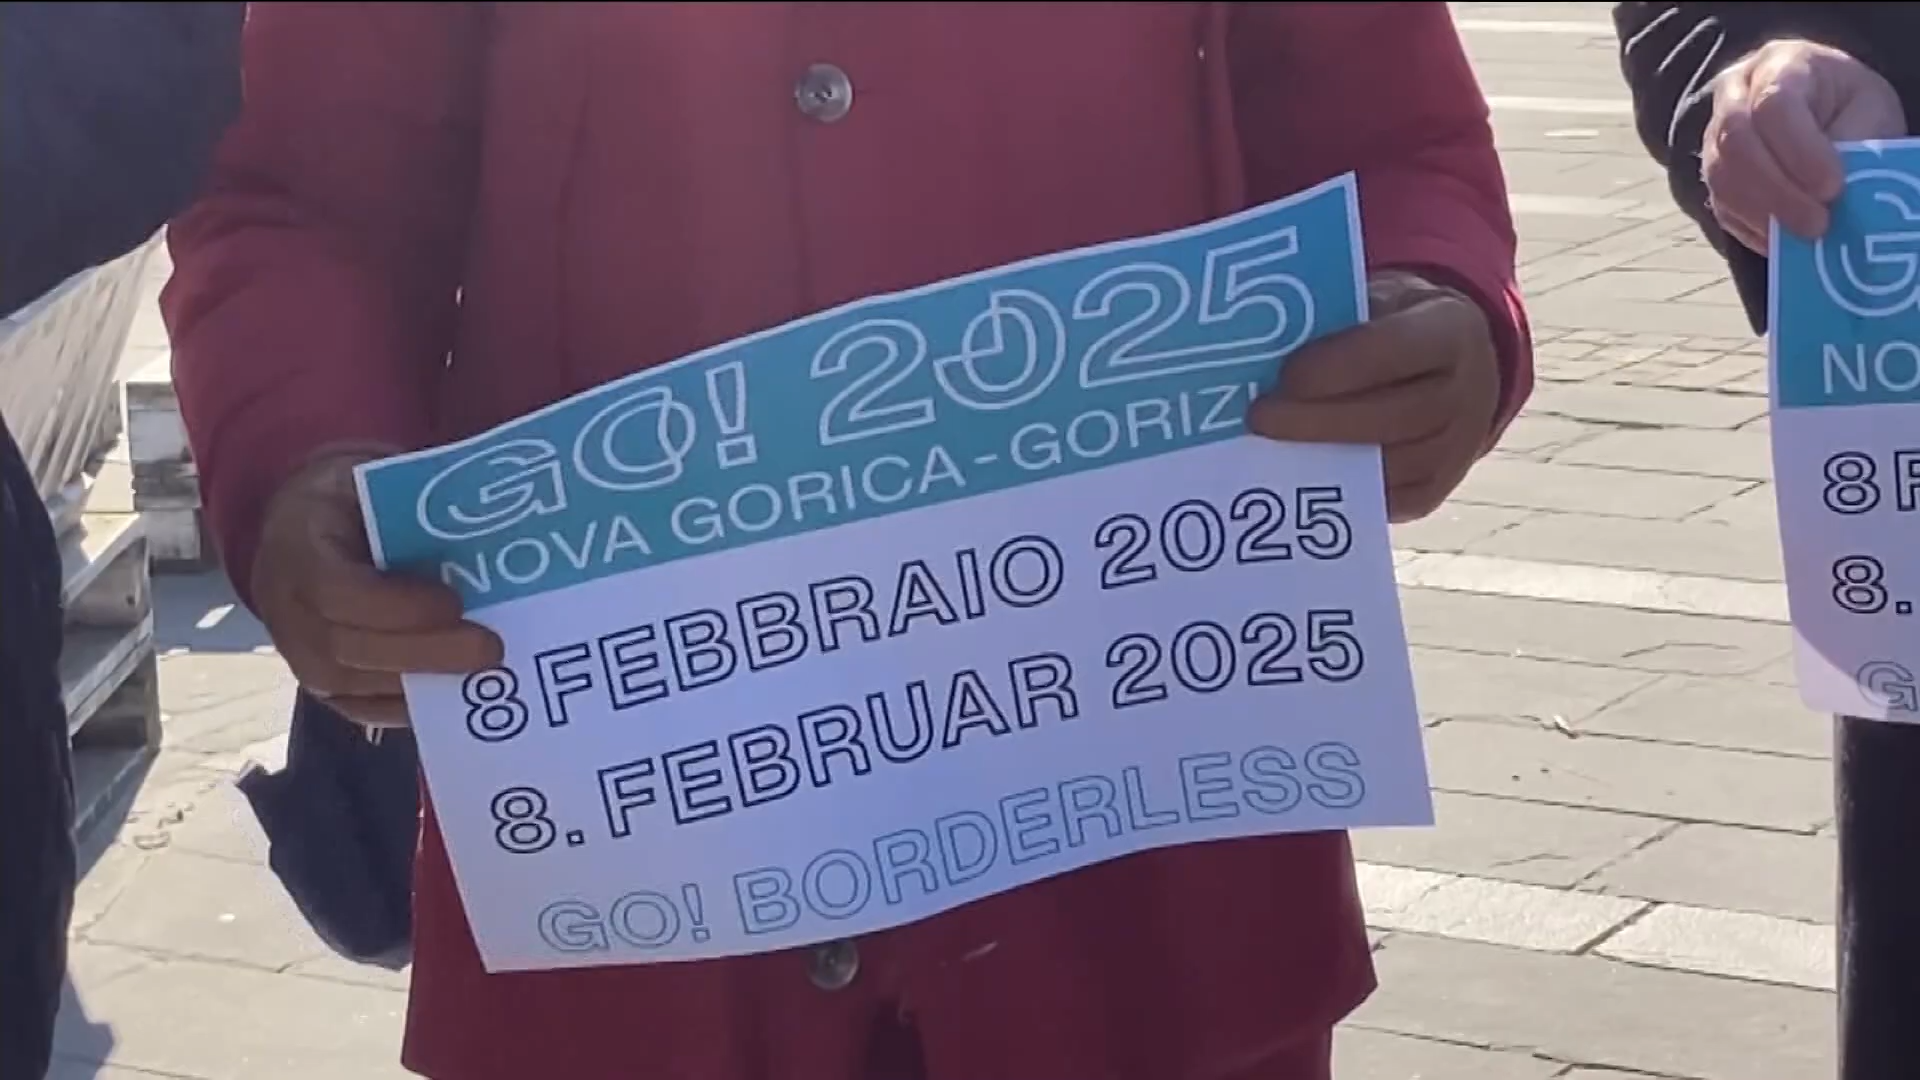 GO! 2025
NOVA GORICA-GORIZI
8 FEBBRAIO 2025
8. FEBRUAR 2025
GO! BORDERLESS
G
NO
8 F
8.
G